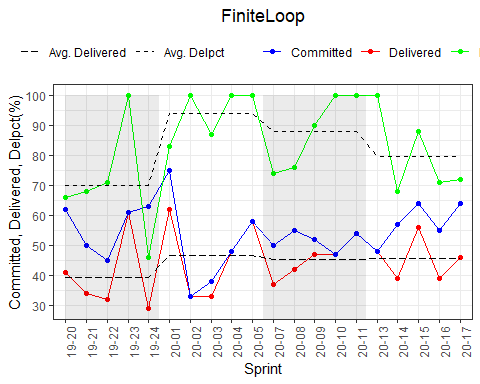 FiniteLoop
Avg. Delivered Avg. Delpct Committed Delivered
Committed, Delivered, Delpct(%)
100
90
80
70
60
50
40
30
19-20 19-21 19-22 19-23 19-24 20-01 20-02 20-03 20-04 20-05 20-07 20-08 20-09 20-10 20-11 20-13 20-14 20-15 20-16 20-17
Sprint